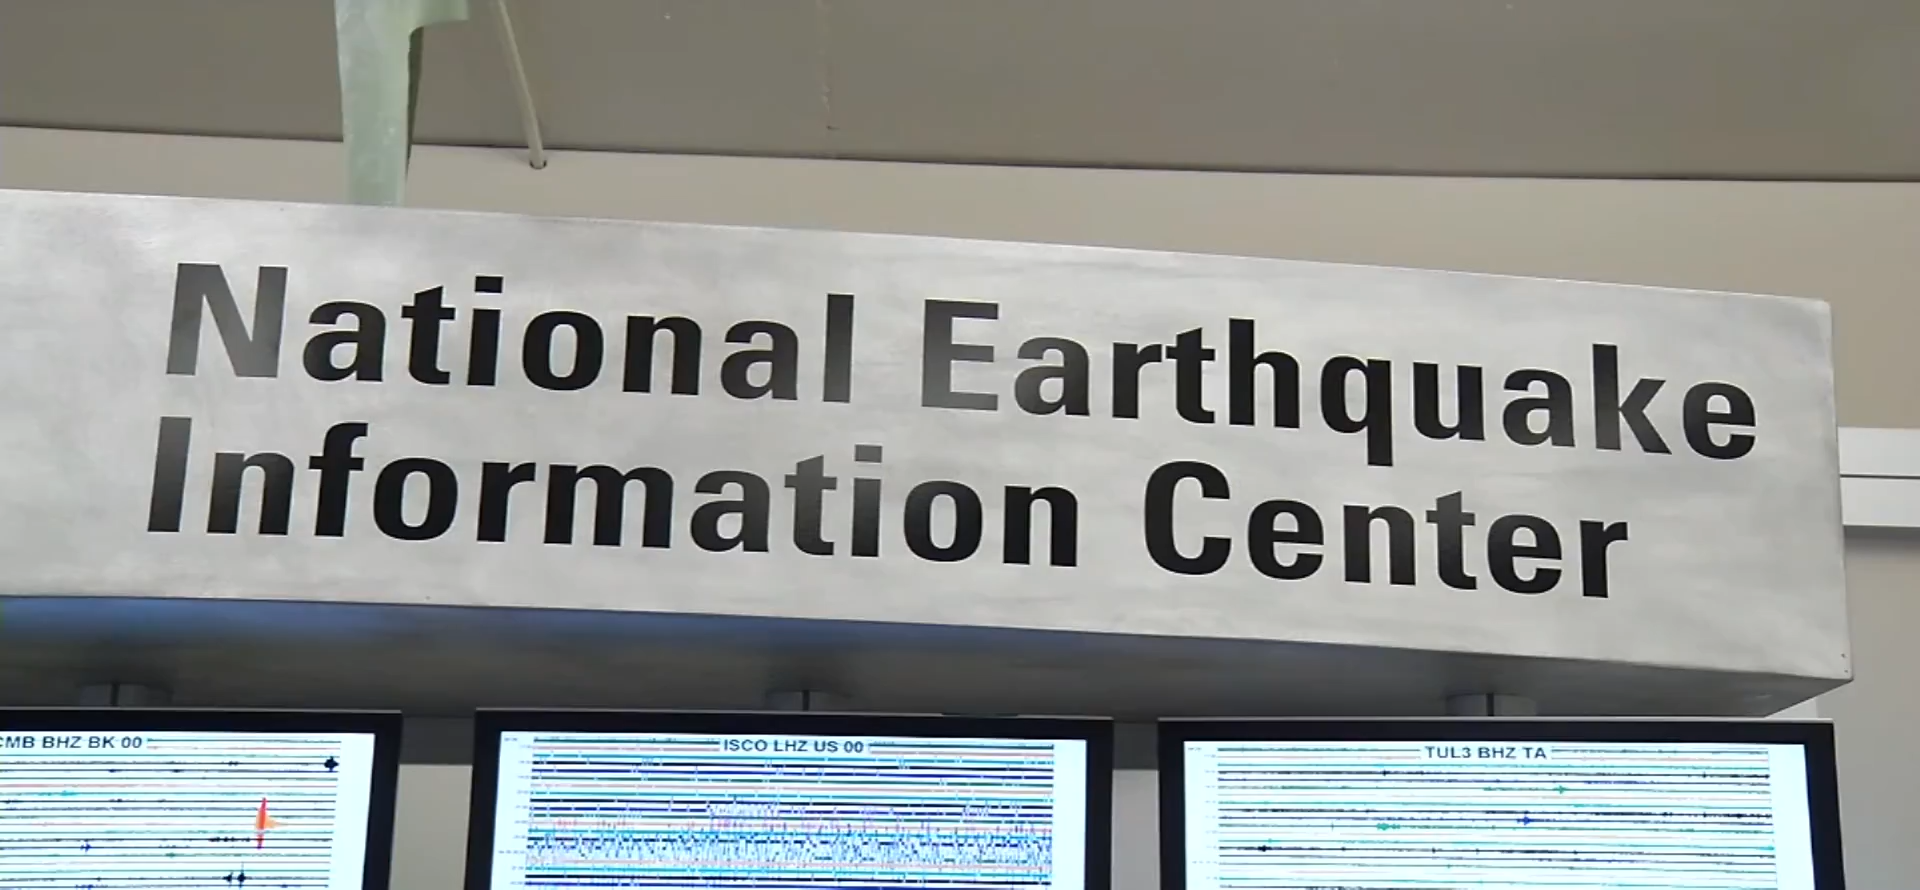 National Earthquake
Information Center
CMB BHZ BK 00
ISCO LHZ US 00
TUL3 BHZ TA